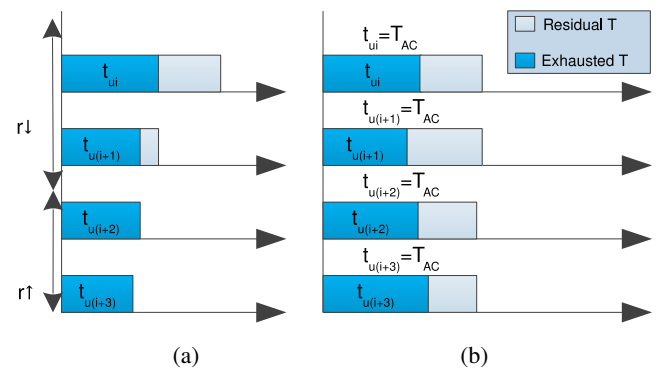 t_ui=T_AC
Residual T
Exhausted T
t_ui
t_ui
t_u(i+1)=T_AC
r↓
t_u(i+1)
t_u(i+1)
t_u(i+2)=T_AC
t_u(i+2)
t_u(i+2)
t_u(i+3)=T_AC
r↑
t_u(i+3)
t_u(i+3)
(a)
(b)